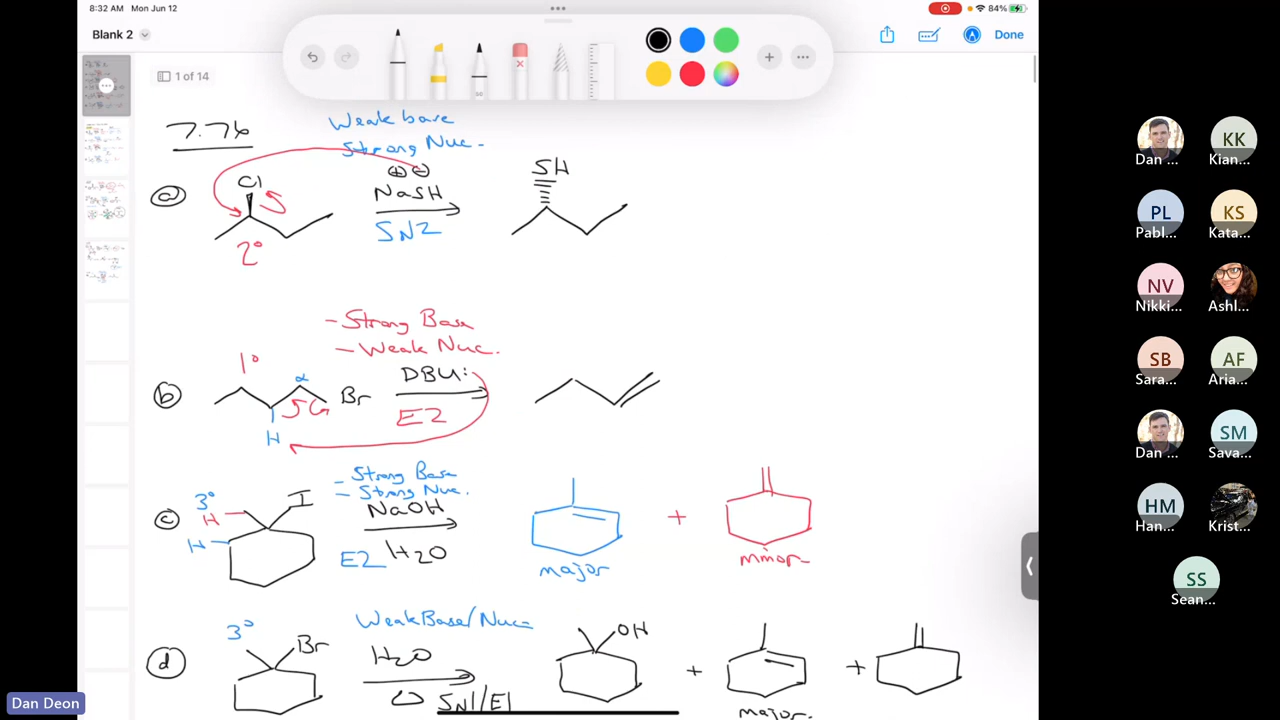 8:32 AM Mon Jun 12
84%
Blank 2
Done
1 of 14
7.76
Weak base
Strong Nuc.
a
Cl
2°
⊕ ⊖
NaSH
SN2
SH
- Strong Base
- Weak Nuc.
b
1°
α
Br
H
DBU:
E2
- Strong Base
- Strong Nuc.
c
3°
H
H
I
NaOH
E2 H2O
major
+
minor
Weak Base/Nuc
d
3°
Br
H2O
△ SN1/E1
OH
+
major
+
Dan ...
KK
Kian...
PL
Pabl...
KS
Kata...
NV
Nikki...
Ashl...
SB
Sara...
AF
Aria...
Dan ...
SM
Sava...
HM
Han...
Krist...
SS
Sean...
Dan Deon